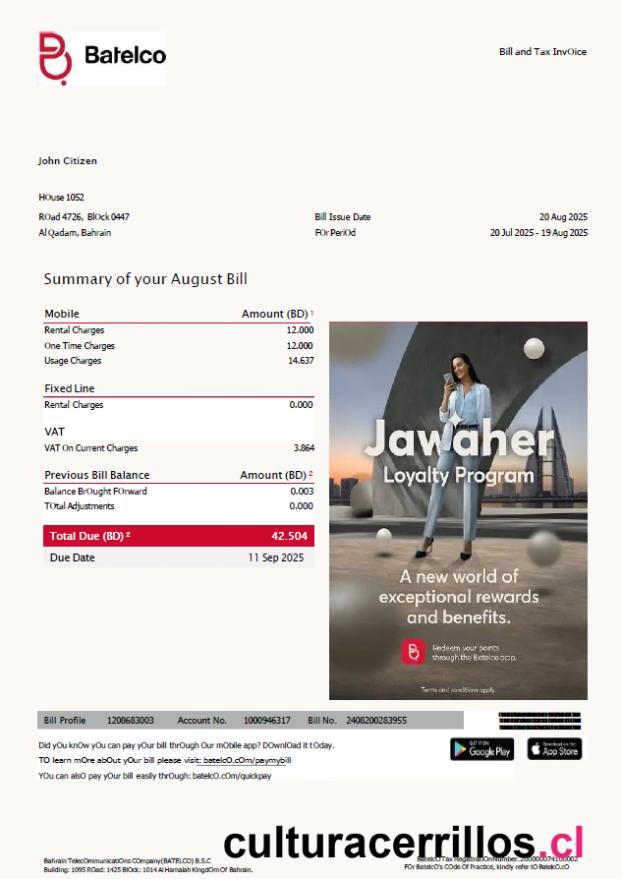 Batelco
Bill and Tax InvOice
John Citizen
HOuse 1052
ROad 4726, BlOck 0447
Al Qadam, Bahrain
Bill Issue Date 20 Aug 2025
FOr PeriOd 20 Jul 2025 - 19 Aug 2025
Summary of your August Bill
Mobile Amount (BD) 1
Rental Charges 12.000
One Time Charges 12.000
Usage Charges 14.637
Fixed Line
Rental Charges 0.000
VAT
VAT On Current Charges 3.864
Previous Bill Balance Amount (BD) 2
Balance BrOught FOrward 0.003
TOtal Adjustments 0.000
Total Due (BD) 2 42.504
Due Date 11 Sep 2025
Jawaher
Loyalty Program
A new world of
exceptional rewards
and benefits.
Redeem your points
through the Batelco app.
Terms and conditions apply.
Bill Profile 1208683003 Account No. 1000946317 Bill No. 2408200283955
Did yOu knOw yOu can pay yOur bill thrOugh Our mObile app? DOwnlOad it tOday.
TO learn mOre abOut yOur bill please visit: batelcO.cOm/paymybill
YOu can alsO pay yOur bill easily thrOugh: batelcO.cOm/quickpay
GET IT ON
Google Play
Download on the
App Store
culturacerrillos.cl
Bahrain TelecOmmunicatiOns COmpany(BATELCO) B.S.C
Building: 1095 ROad: 1425 BlOck: 1014 Al Hamalah KingdOm Of Bahrain.
BatelcO Tax RegistratiOn Number. 200000074100002
FOr BatelcO's COde Of Practice, kindly refer tO BatelcO.cO